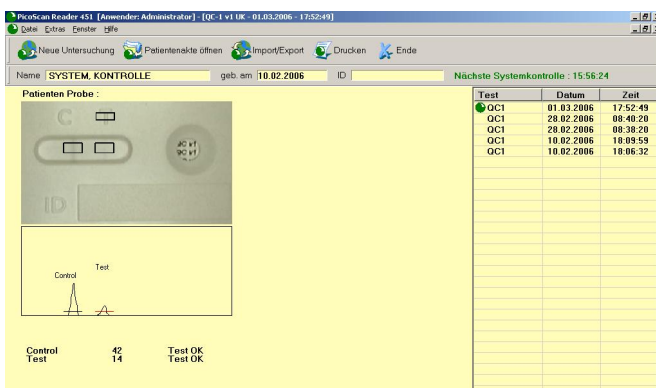 PicoScan Reader 451 [Anwender: Administrator] - [QC-1 v1 UK - 01.03.2006 - 17:52:49]
Datei Extras Fenster Hilfe
Neue Untersuchung Patientenakte öffnen Import/Export Drucken Ende
Name SYSTEM, KONTROLLE geb. am 10.02.2006 ID Nächste Systemkontrolle : 15:56:24
Patienten Probe :
Test Datum Zeit
QC1 01.03.2006 17:52:49
QC1 28.02.2006 08:40:20
QC1 28.02.2006 08:38:20
QC1 10.02.2006 18:09:59
QC1 10.02.2006 18:06:32
C T
ID
Control Test
Control 42 Test OK
Test 14 Test OK